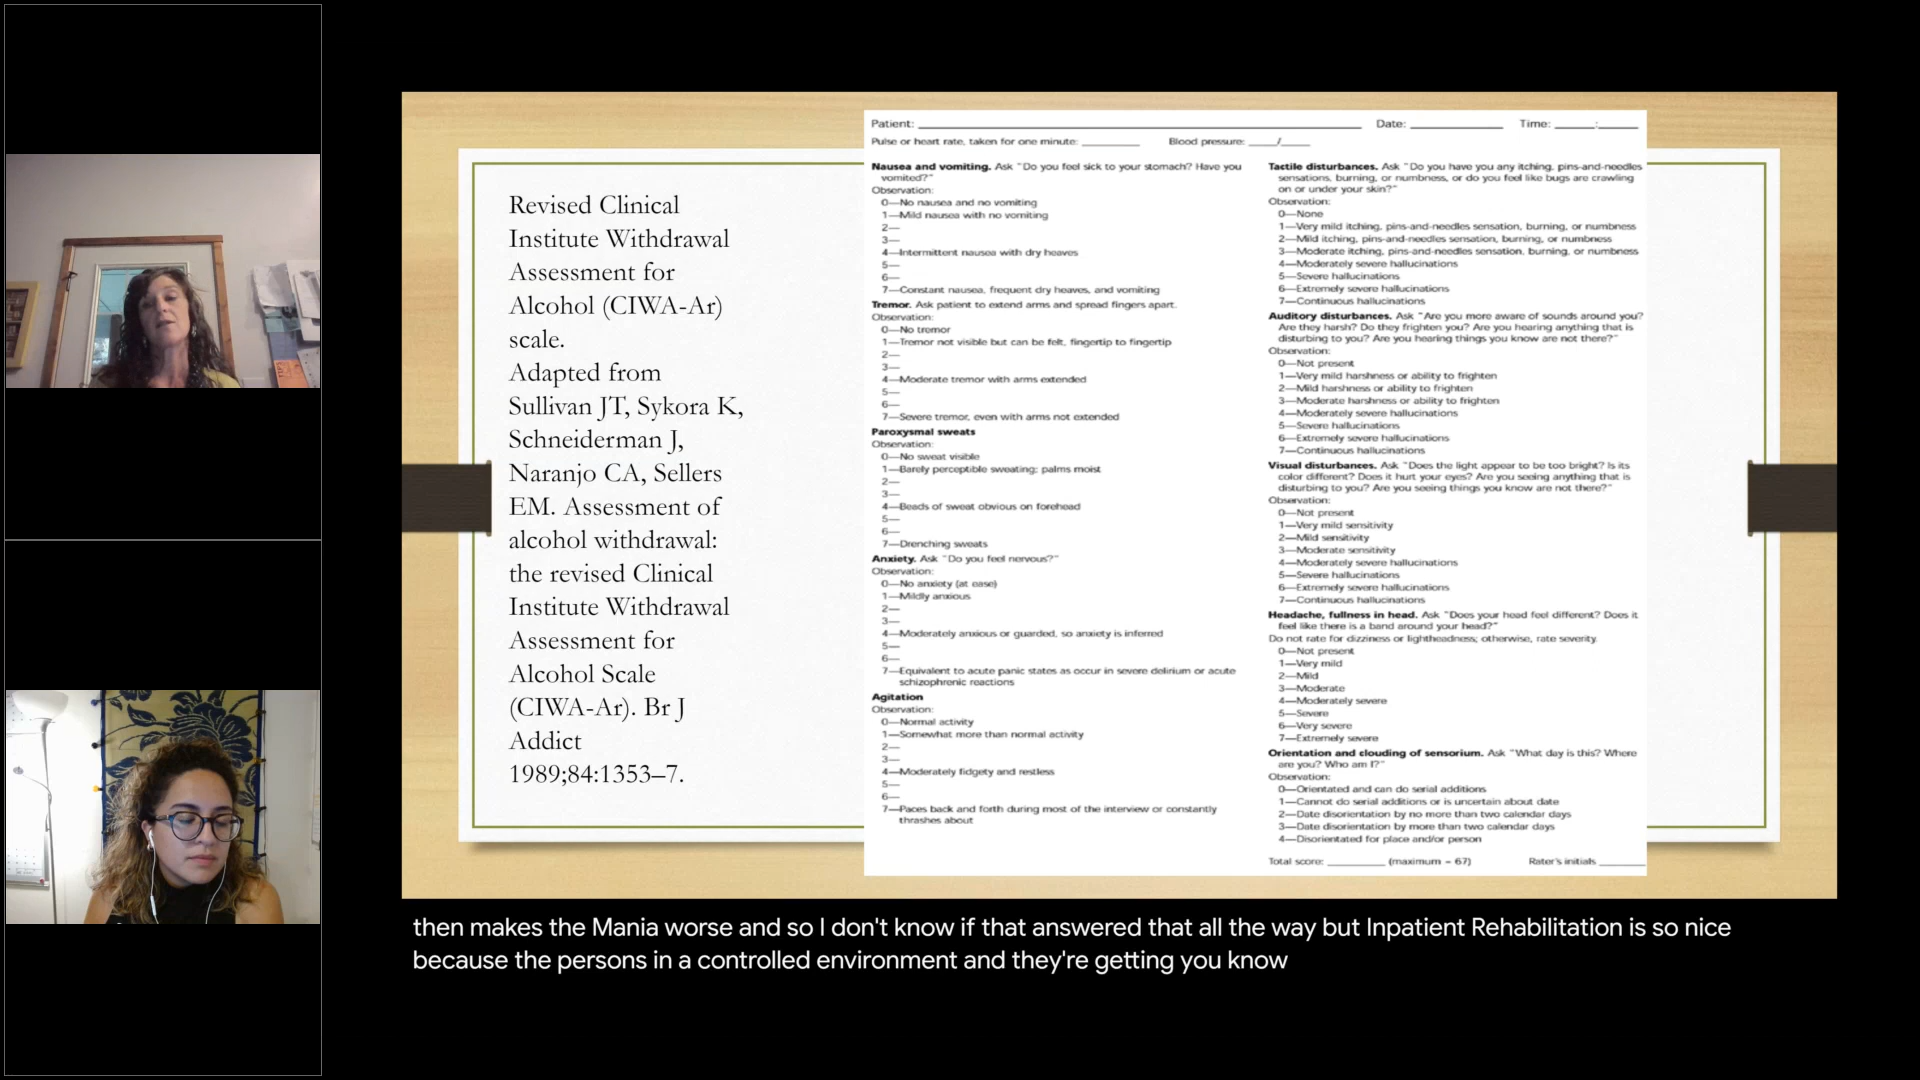 Revised Clinical
Institute Withdrawal
Assessment for
Alcohol (CIWA-Ar)
scale.
Adapted from
Sullivan JT, Sykora K,
Schneiderman J,
Naranjo CA, Sellers
EM. Assessment of
alcohol withdrawal:
the revised Clinical
Institute Withdrawal
Assessment for
Alcohol Scale
(CIWA-Ar). Br J
Addict
1989;84:1353–7.
Patient: Date: Time: :
Pulse or heart rate, taken for one minute: Blood pressure: /
Nausea and vomiting. Ask "Do you feel sick to your stomach? Have you
vomited?"
Observation:
0—No nausea and no vomiting
1—Mild nausea with no vomiting
2—
3—
4—Intermittent nausea with dry heaves
5—
6—
7—Constant nausea, frequent dry heaves, and vomiting
Tremor. Ask patient to extend arms and spread fingers apart.
Observation:
0—No tremor
1—Tremor not visible but can be felt, fingertip to fingertip
2—
3—
4—Moderate tremor with arms extended
5—
6—
7—Severe tremor, even with arms not extended
Paroxysmal sweats
Observation:
0—No sweat visible
1—Barely perceptible sweating; palms moist
2—
3—
4—Beads of sweat obvious on forehead
5—
6—
7—Drenching sweats
Anxiety. Ask "Do you feel nervous?"
Observation:
0—No anxiety (at ease)
1—Mildly anxious
2—
3—
4—Moderately anxious or guarded, so anxiety is inferred
5—
6—
7—Equivalent to acute panic states as occur in severe delirium or acute
schizophrenic reactions
Agitation
Observation:
0—Normal activity
1—Somewhat more than normal activity
2—
3—
4—Moderately fidgety and restless
5—
6—
7—Paces back and forth during most of the interview or constantly
thrashes about
Tactile disturbances. Ask "Do you have you any itching, pins-and-needles
sensations, burning, or numbness, or do you feel like bugs are crawling
on or under your skin?"
Observation:
0—None
1—Very mild itching, pins-and-needles sensation, burning, or numbness
2—Mild itching, pins-and-needles sensation, burning, or numbness
3—Moderate itching, pins-and-needles sensation, burning, or numbness
4—Moderately severe hallucinations
5—Severe hallucinations
6—Extremely severe hallucinations
7—Continuous hallucinations
Auditory disturbances. Ask "Are you more aware of sounds around you?
Are they harsh? Do they frighten you? Are you hearing anything that is
disturbing to you? Are you hearing things you know are not there?"
Observation:
0—Not present
1—Very mild harshness or ability to frighten
2—Mild harshness or ability to frighten
3—Moderate harshness or ability to frighten
4—Moderately severe hallucinations
5—Severe hallucinations
6—Extremely severe hallucinations
7—Continuous hallucinations
Visual disturbances. Ask "Does the light appear to be too bright? Is its
color different? Does it hurt your eyes? Are you seeing anything that is
disturbing to you? Are you seeing things you know are not there?"
Observation:
0—Not present
1—Very mild sensitivity
2—Mild sensitivity
3—Moderate sensitivity
4—Moderately severe hallucinations
5—Severe hallucinations
6—Extremely severe hallucinations
7—Continuous hallucinations
Headache, fullness in head. Ask "Does your head feel different? Does it
feel like there is a band around your head?"
Do not rate for dizziness or lightheadness; otherwise, rate severity.
0—Not present
1—Very mild
2—Mild
3—Moderate
4—Moderately severe
5—Severe
6—Very severe
7—Extremely severe
Orientation and clouding of sensorium. Ask "What day is this? Where
are you? Who am I?"
Observation:
0—Orientated and can do serial additions
1—Cannot do serial additions or is uncertain about date
2—Date disorientation by no more than two calendar days
3—Date disorientation by more than two calendar days
4—Disorientated for place and/or person
Total score: (maximum = 67) Rater's initials
then makes the Mania worse and so I don't know if that answered that all the way but Inpatient Rehabilitation is so nice
because the persons in a controlled environment and they're getting you know